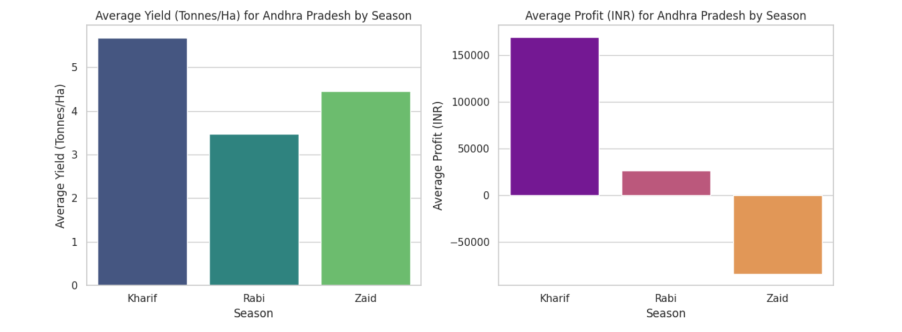 Average Yield (Tonnes/Ha) for Andhra Pradesh by Season
Average Yield (Tonnes/Ha)
5
4
3
2
1
0
Kharif Rabi Zaid
Season
Average Profit (INR) for Andhra Pradesh by Season
Average Profit (INR)
150000
100000
50000
0
−50000
Kharif Rabi Zaid
Season